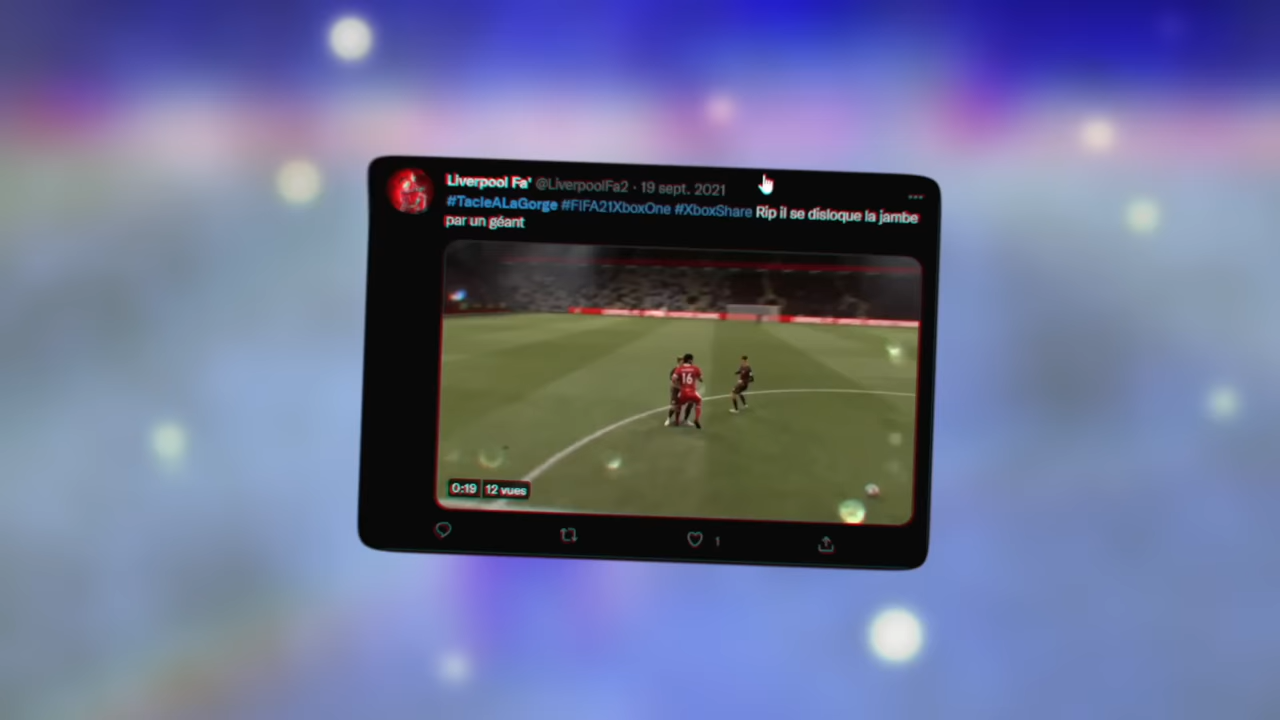 Liverpool Fa' @LiverpoolFa2 · 19 sept. 2021
#TacleALaGorge #FIFA21XboxOne #XboxShare Rip il se disloque la jambe
par un géant
16
0:19 12 vues
1